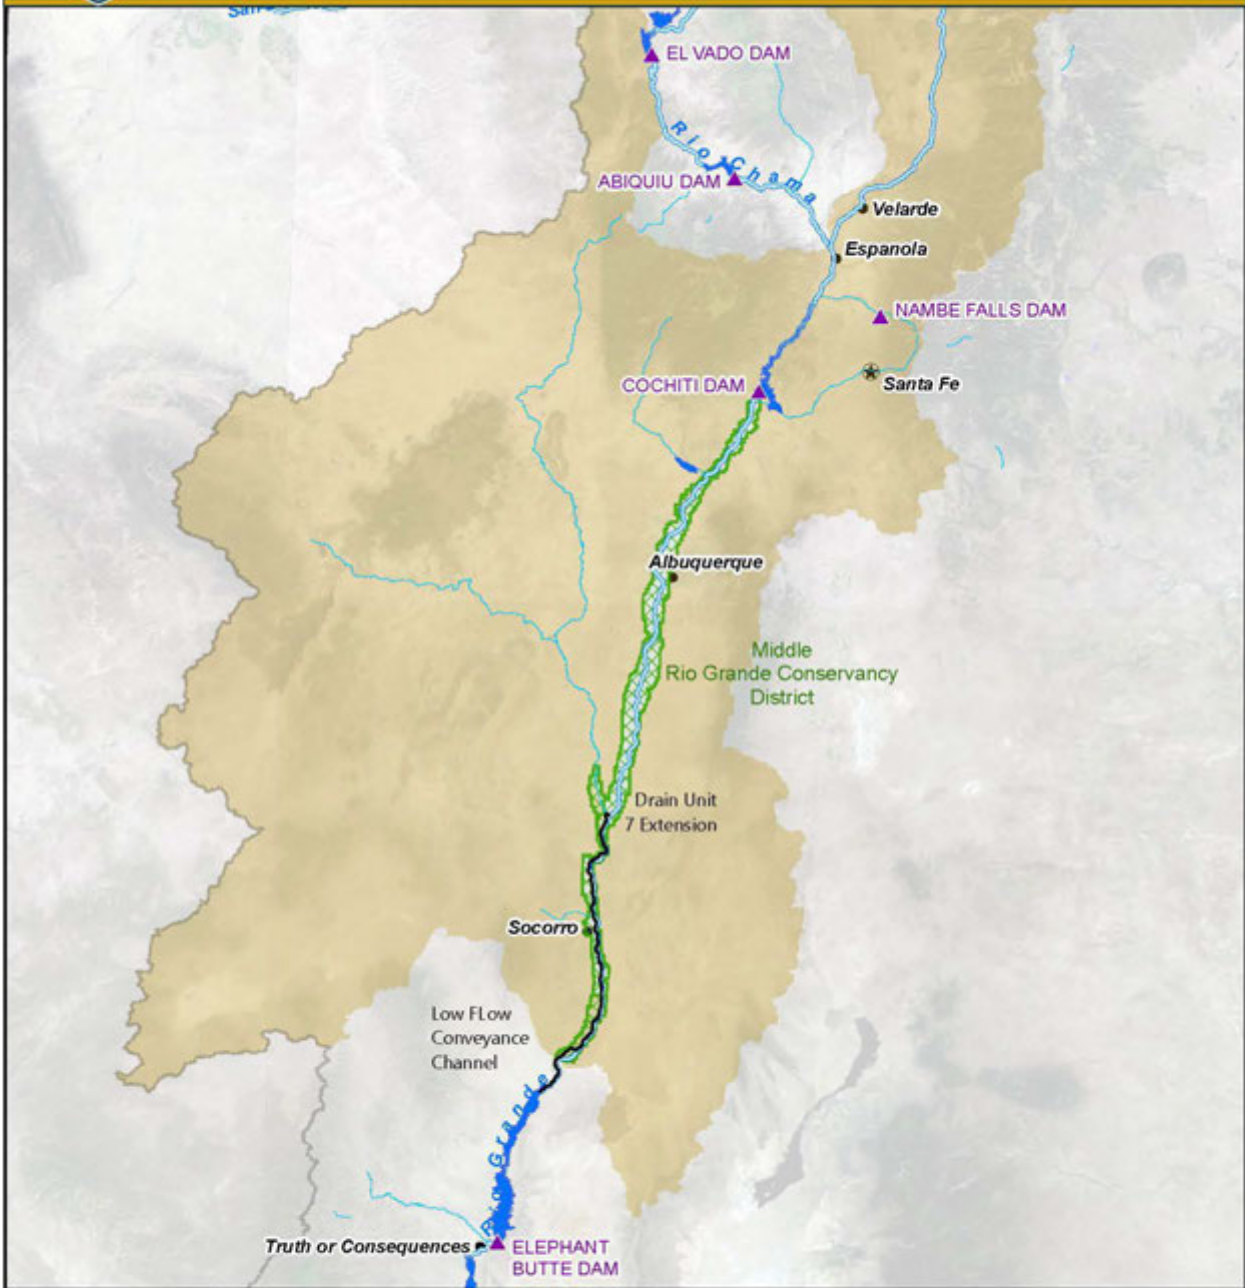 San
EL VADO DAM
Rio Chama
ABIQUIU DAM
Velarde
Espanola
NAMBE FALLS DAM
COCHITI DAM
Santa Fe
Albuquerque
Middle
Rio Grande Conservancy
District
Drain Unit
7 Extension
Socorro
Low FLow
Conveyance
Channel
Rio Grande
Truth or Consequences
ELEPHANT
BUTTE DAM